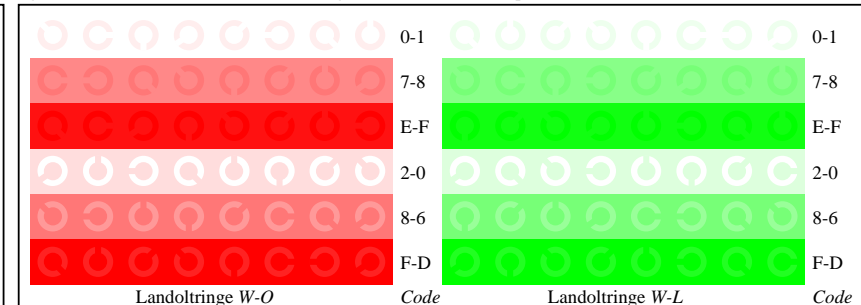 0-1 0-1
7-8 7-8
E-F E-F
2-0 2-0
8-6 8-6
F-D F-D
Landoltringe W-O Code Landoltringe W-L Code